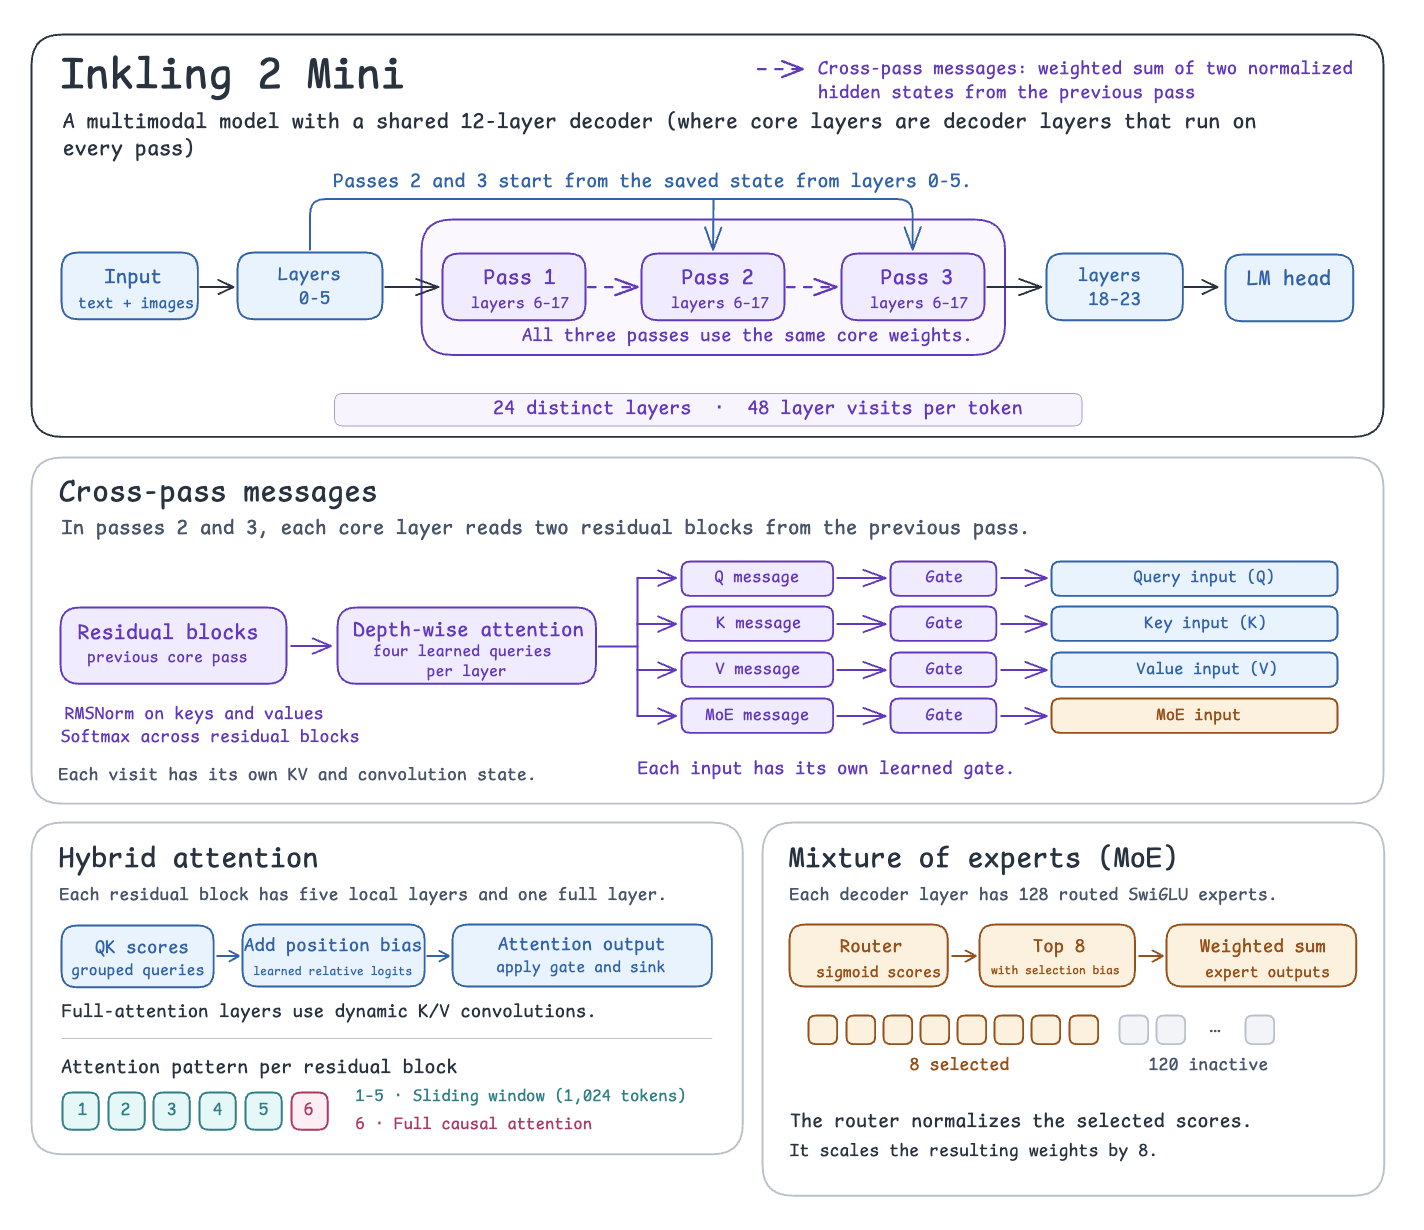 Inkling 2 Mini
Cross-pass messages: weighted sum of two normalized
hidden states from the previous pass
A multimodal model with a shared 12-layer decoder (where core layers are decoder layers that run on
every pass)
Passes 2 and 3 start from the saved state from layers 0-5.
Input
text + images
Layers
0-5
Pass 1
layers 6-17
Pass 2
layers 6-17
Pass 3
layers 6-17
layers
18-23
LM head
All three passes use the same core weights.
24 distinct layers · 48 layer visits per token
Cross-pass messages
In passes 2 and 3, each core layer reads two residual blocks from the previous pass.
Residual blocks
previous core pass
Depth-wise attention
four learned queries
per layer
Q message
Gate
Query input (Q)
K message
Gate
Key input (K)
V message
Gate
Value input (V)
MoE message
Gate
MoE input
RMSNorm on keys and values
Softmax across residual blocks
Each visit has its own KV and convolution state.
Each input has its own learned gate.
Hybrid attention
Each residual block has five local layers and one full layer.
QK scores
grouped queries
Add position bias
learned relative logits
Attention output
apply gate and sink
Full-attention layers use dynamic K/V convolutions.
Attention pattern per residual block
1 2 3 4 5 6
1-5 · Sliding window (1,024 tokens)
6 · Full causal attention
Mixture of experts (MoE)
Each decoder layer has 128 routed SwiGLU experts.
Router
sigmoid scores
Top 8
with selection bias
Weighted sum
expert outputs
…
8 selected
120 inactive
The router normalizes the selected scores.
It scales the resulting weights by 8.